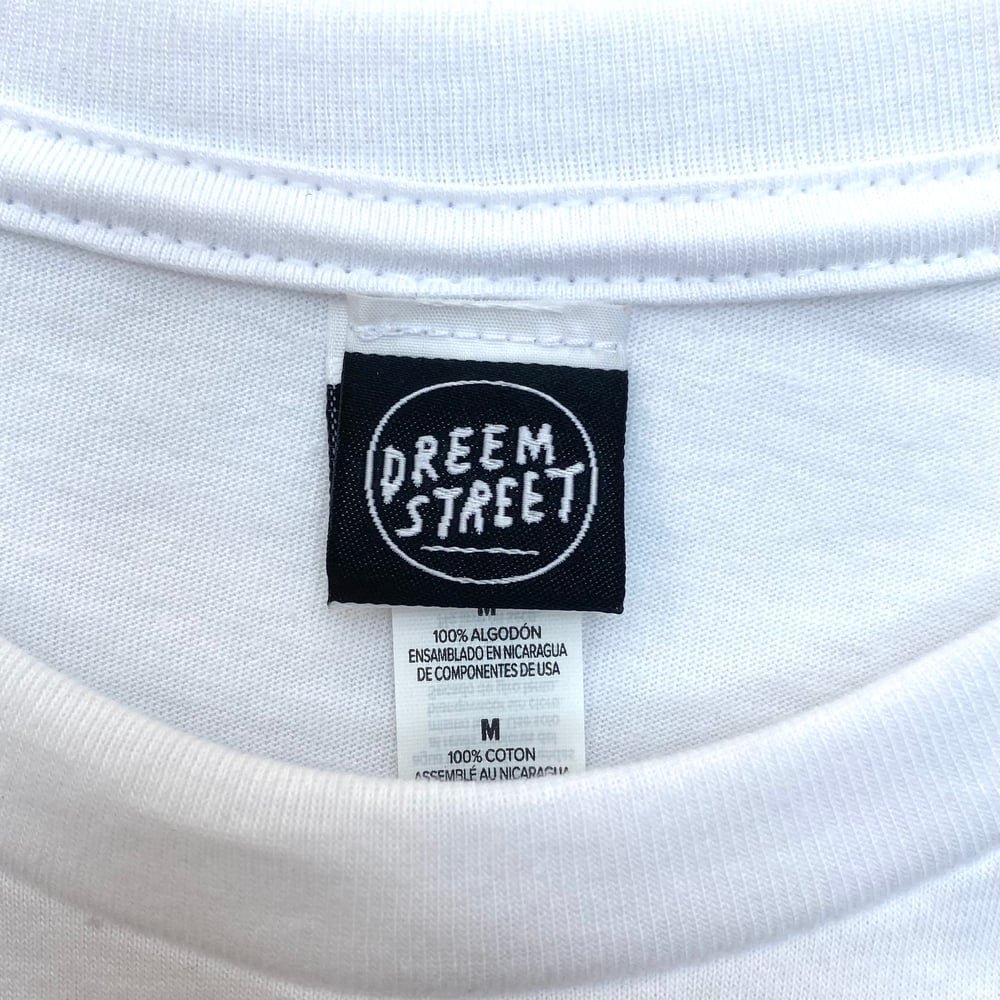 DREEM
STREET
M
100% ALGODÓN
ENSAMBLADO EN NICARAGUA
DE COMPONENTES DE USA
M
100% COTON
ASSEMBLÉ AU NICARAGUA